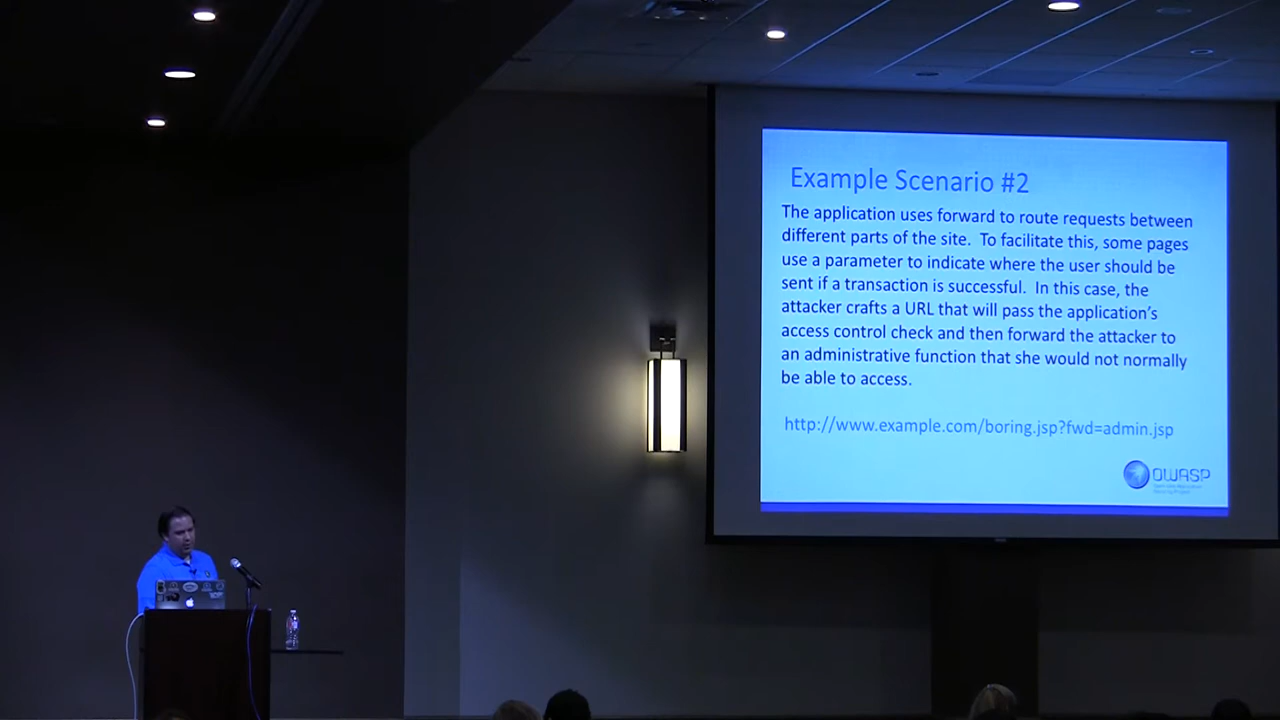 Example Scenario #2
The application uses forward to route requests between
different parts of the site.  To facilitate this, some pages
use a parameter to indicate where the user should be
sent if a transaction is successful.  In this case, the
attacker crafts a URL that will pass the application's
access control check and then forward the attacker to
an administrative function that she would not normally
be able to access.
http://www.example.com/boring.jsp?fwd=admin.jsp
OWASP